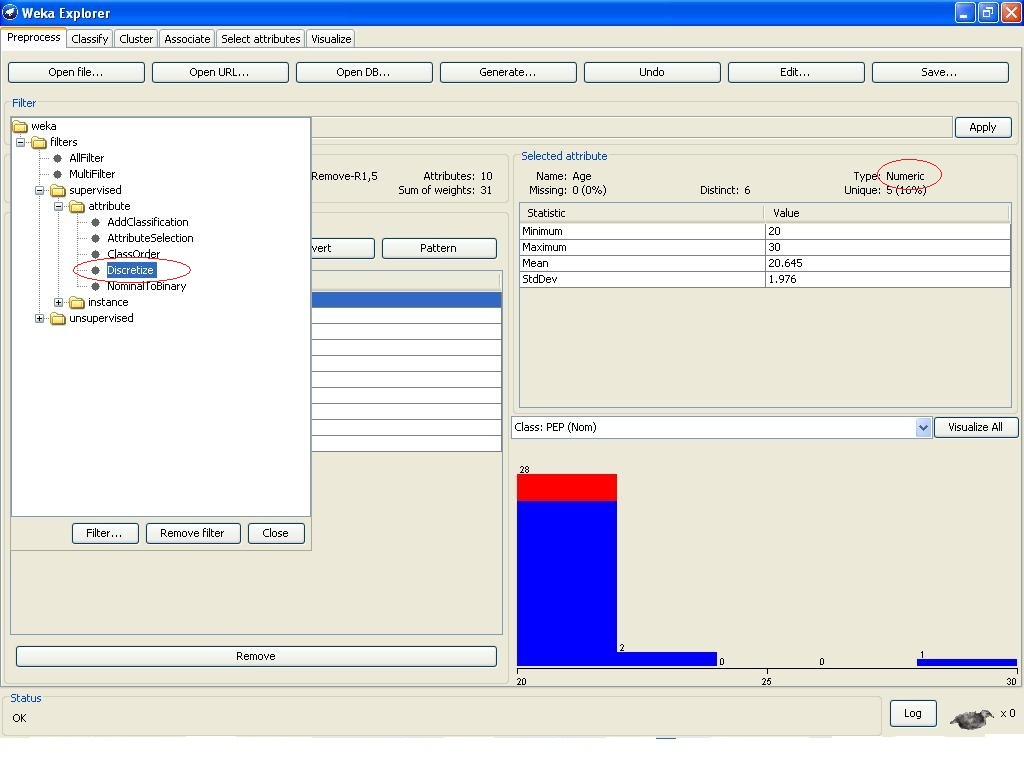 Weka Explorer
Preprocess Classify Cluster Associate Select attributes Visualize
Open file... Open URL... Open DB... Generate... Undo Edit... Save...
Filter
Apply
weka
filters
AllFilter
MultiFilter
supervised
attribute
AddClassification
AttributeSelection
ClassOrder
Discretize
NominalToBinary
instance
unsupervised
Filter... Remove filter Close
Remove-R1,5 Attributes: 10
Sum of weights: 31
vert Pattern
Remove
Selected attribute
Name: Age Type: Numeric
Missing: 0 (0%) Distinct: 6 Unique: 5 (16%)
Statistic Value
Minimum 20
Maximum 30
Mean 20.645
StdDev 1.976
Class: PEP (Nom) Visualize All
28
2
0
0
1
20 25 30
Status
OK
Log x 0